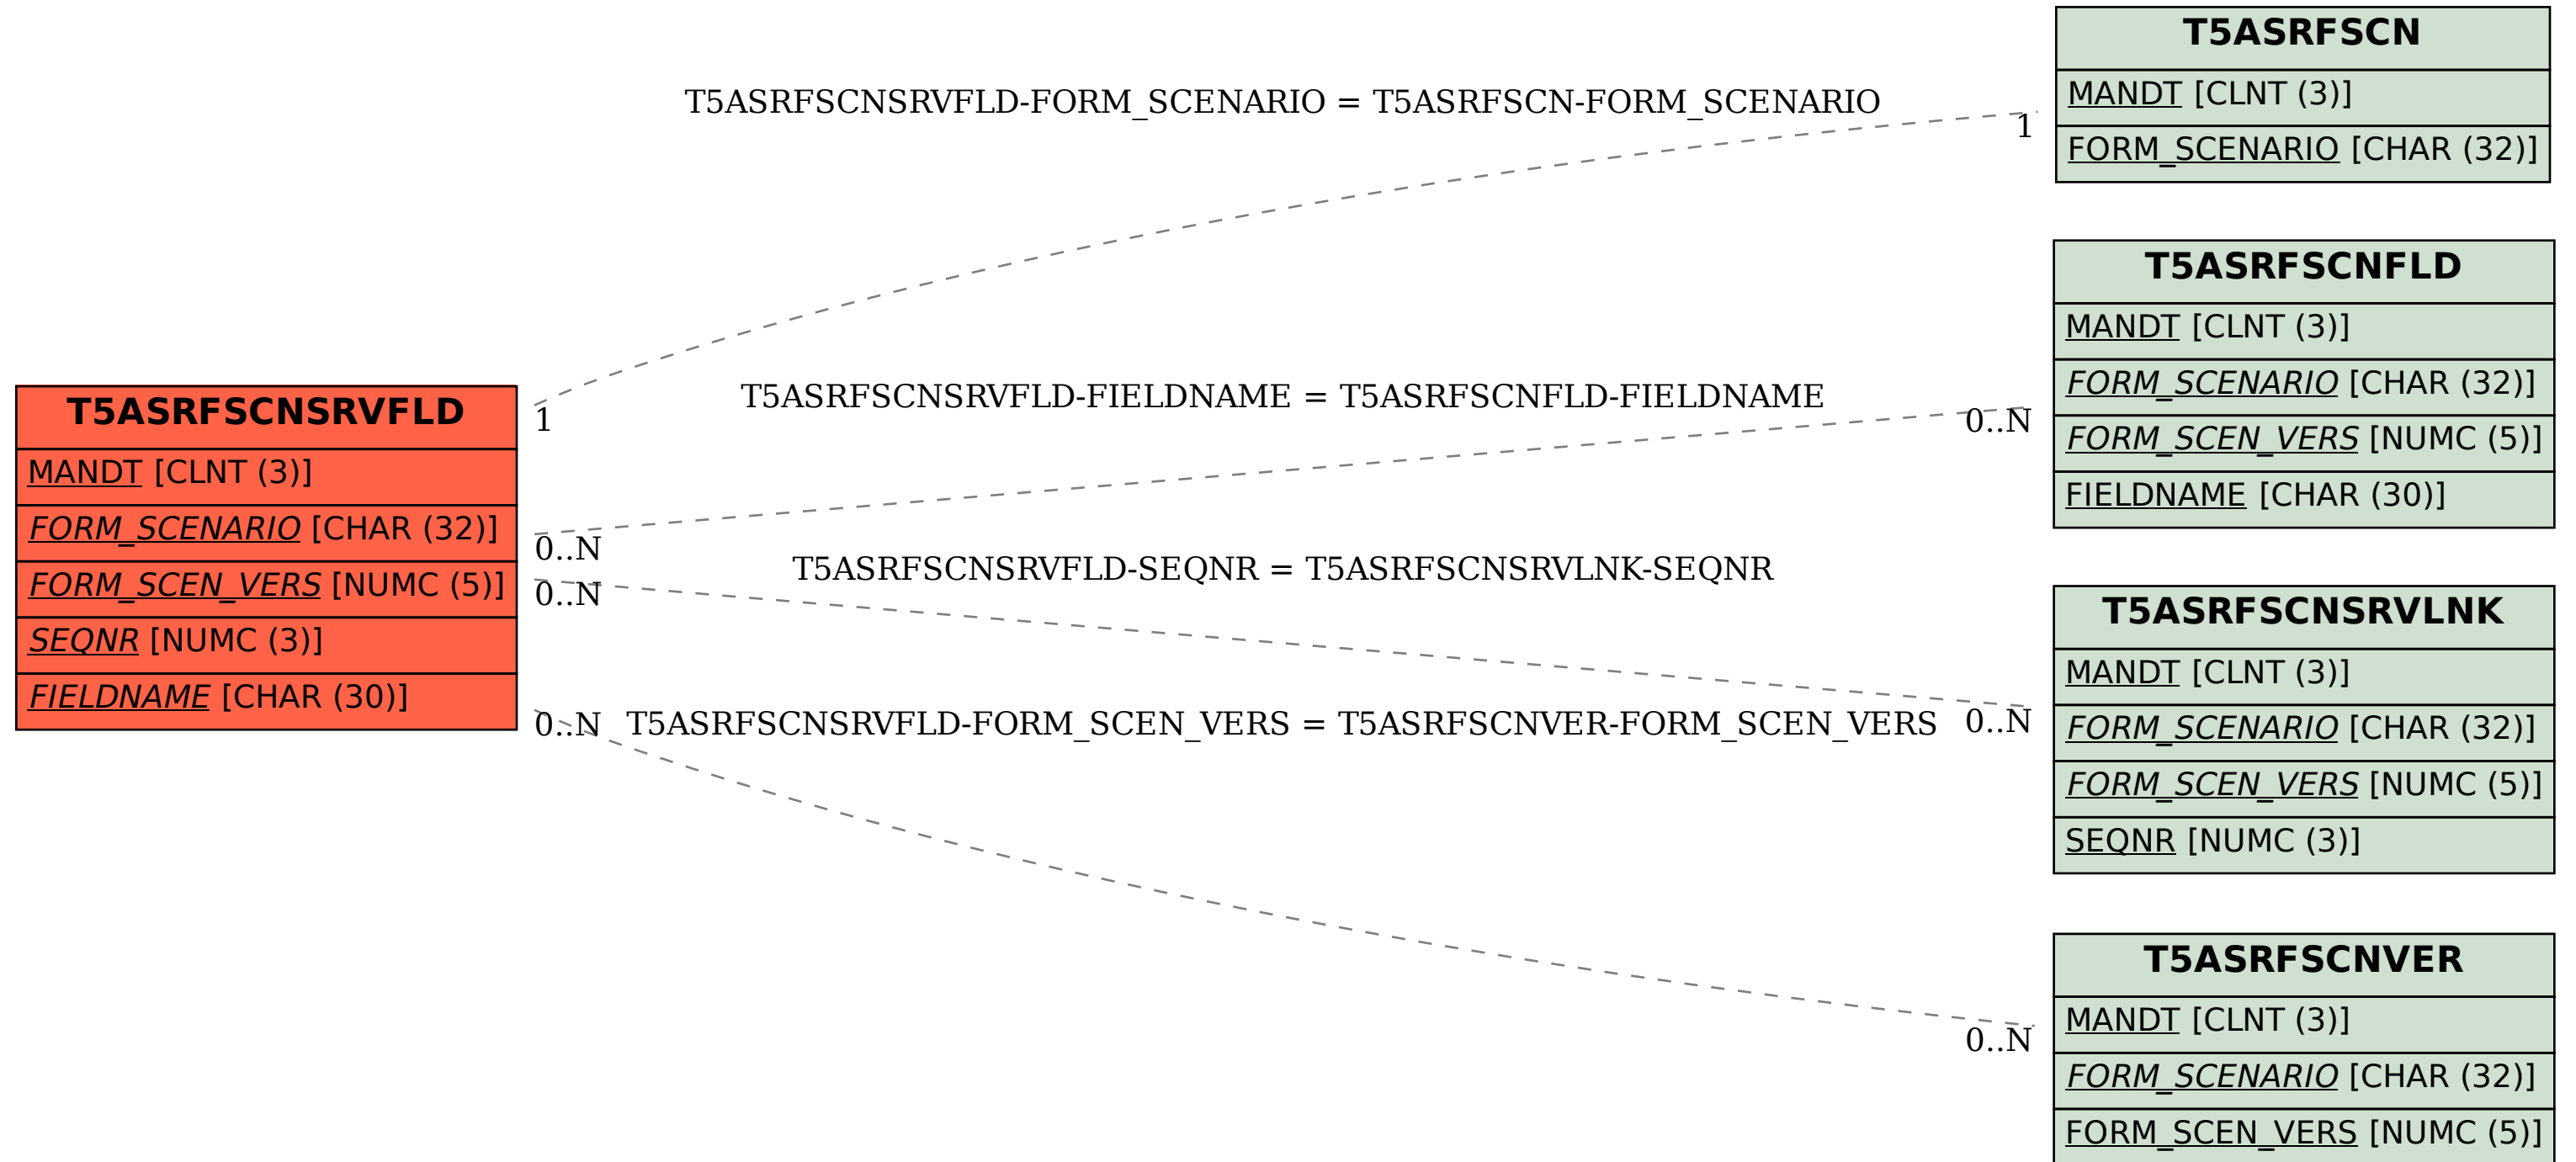 T5ASRFSCN
MANDT [CLNT (3)]
FORM_SCENARIO [CHAR (32)]
T5ASRFSCNSRVFLD-FORM_SCENARIO = T5ASRFSCN-FORM_SCENARIO
1
1
T5ASRFSCNFLD
MANDT [CLNT (3)]
FORM_SCENARIO [CHAR (32)]
FORM_SCEN_VERS [NUMC (5)]
FIELDNAME [CHAR (30)]
T5ASRFSCNSRVFLD-FIELDNAME = T5ASRFSCNFLD-FIELDNAME
0..N
0..N
T5ASRFSCNSRVFLD
MANDT [CLNT (3)]
FORM_SCENARIO [CHAR (32)]
FORM_SCEN_VERS [NUMC (5)]
SEQNR [NUMC (3)]
FIELDNAME [CHAR (30)]
T5ASRFSCNSRVFLD-SEQNR = T5ASRFSCNSRVLNK-SEQNR
0..N
0..N
T5ASRFSCNSRVLNK
MANDT [CLNT (3)]
FORM_SCENARIO [CHAR (32)]
FORM_SCEN_VERS [NUMC (5)]
SEQNR [NUMC (3)]
T5ASRFSCNSRVFLD-FORM_SCEN_VERS = T5ASRFSCNVER-FORM_SCEN_VERS
0..N
0..N
T5ASRFSCNVER
MANDT [CLNT (3)]
FORM_SCENARIO [CHAR (32)]
FORM_SCEN_VERS [NUMC (5)]